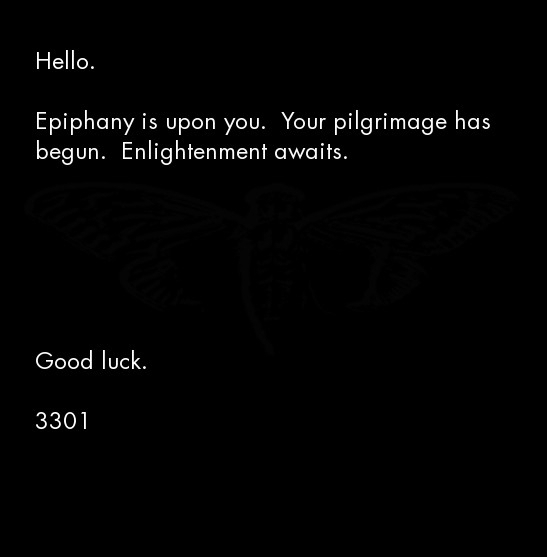 Hello.
Epiphany is upon you. Your pilgrimage has
begun. Enlightenment awaits.
Good luck.
3301